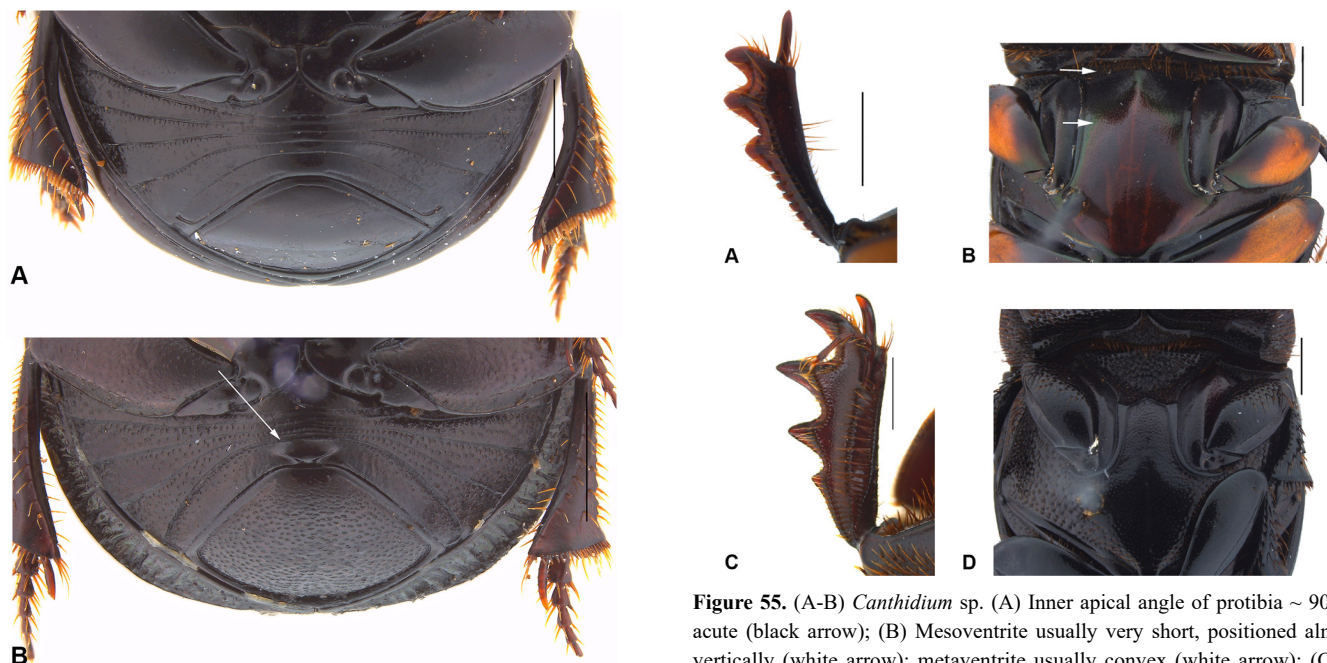 A
B
A
B
C
D
Figure 55. (A-B) Canthidium sp. (A) Inner apical angle of protibia ~ 90
acute (black arrow); (B) Mesoventrite usually very short, positioned
vertically (white arrow); metaventrite usually convex (white arrow);